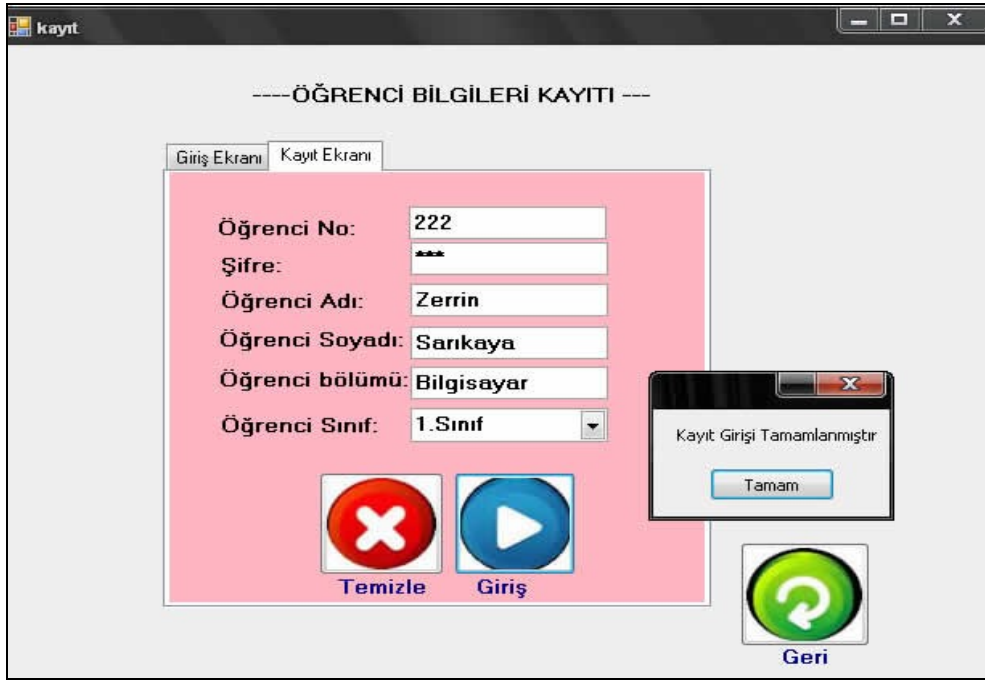 kayıt
----ÖĞRENCİ BİLGİLERİ KAYITI ---
Giriş Ekranı Kayıt Ekranı
Öğrenci No: 222
Şifre: ***
Öğrenci Adı: Zerrin
Öğrenci Soyadı: Sarıkaya
Öğrenci bölümü: Bilgisayar
Öğrenci Sınıf: 1.Sınıf
Kayıt Girişi Tamamlanmıştır
Tamam
Temizle Giriş
Geri